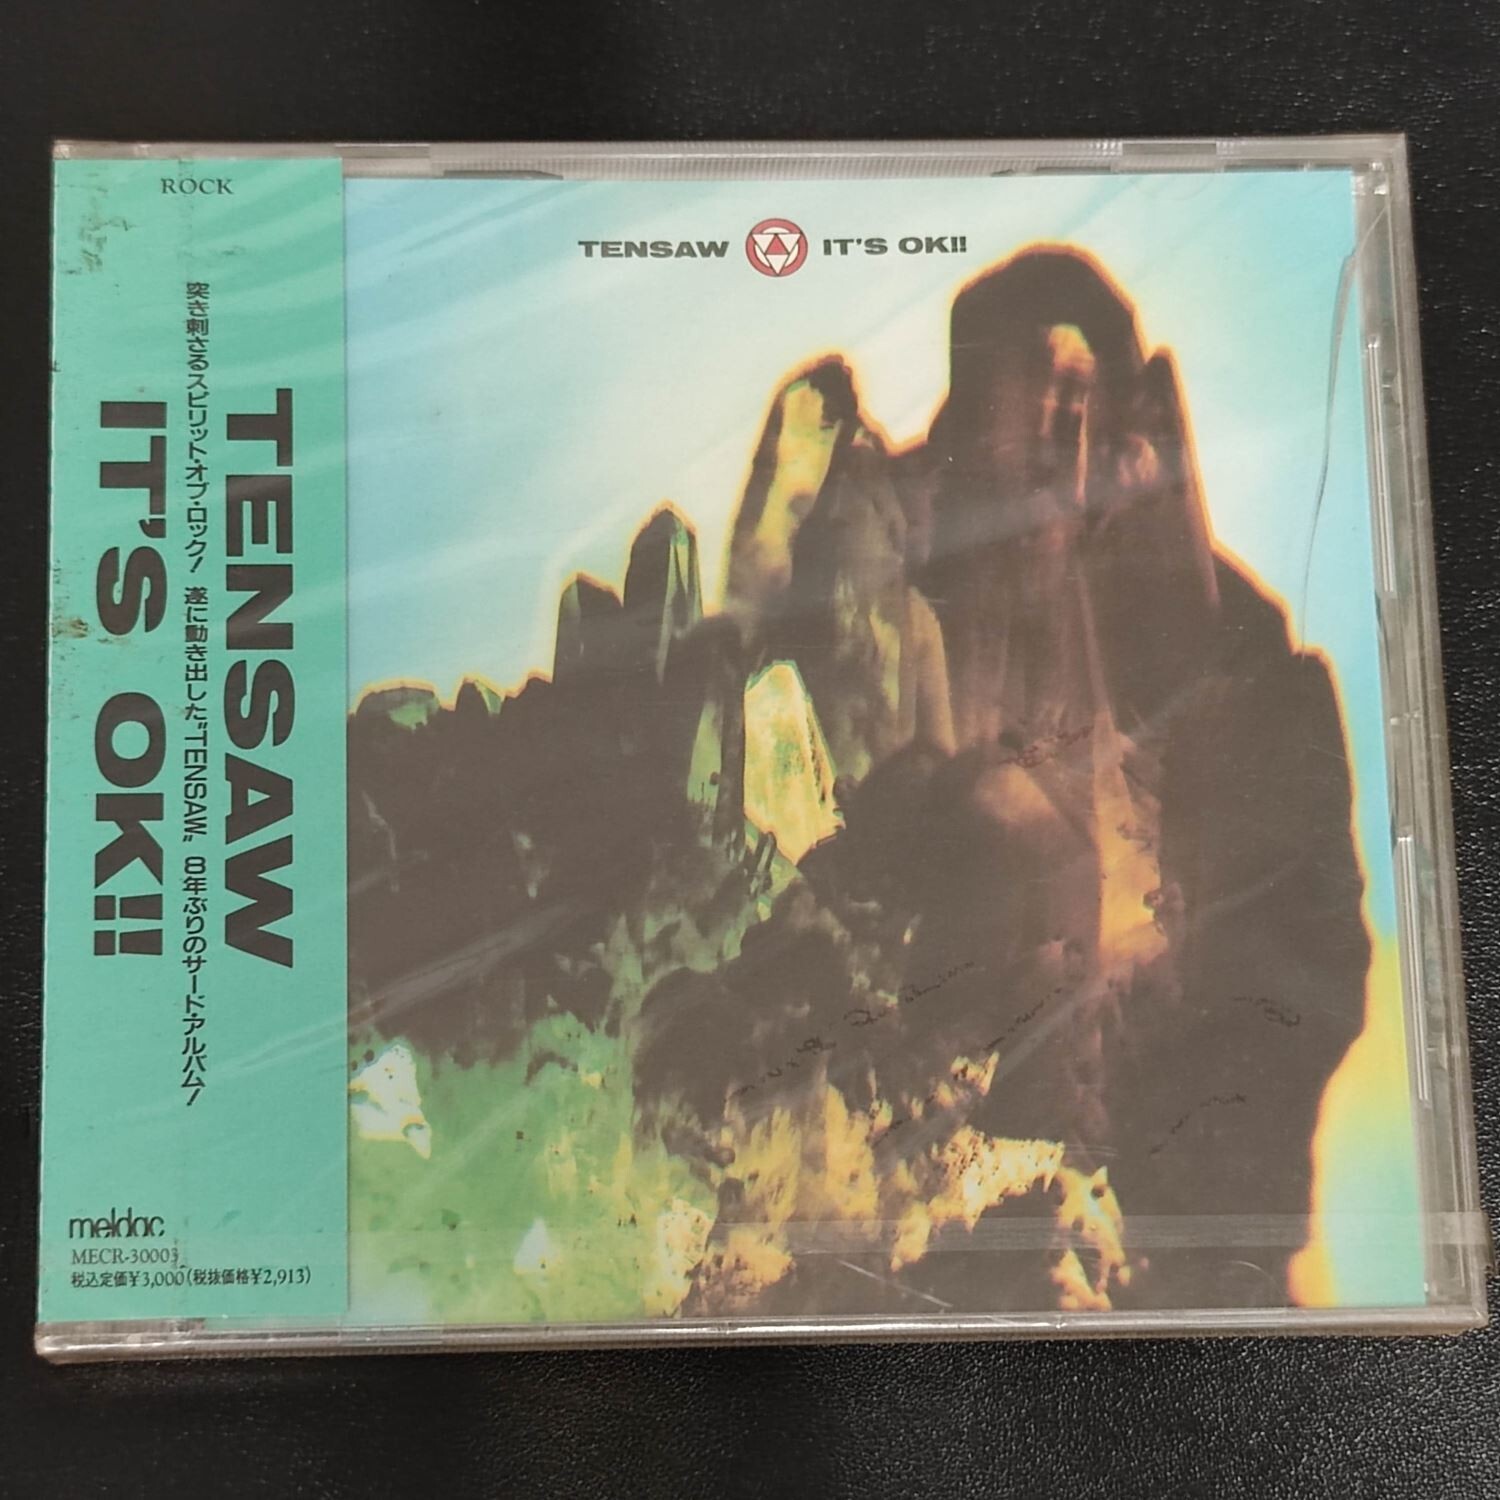 ROCK
TENSAW
IT'S OK!!
突き刺さるスピリット・オブ・ロック! 遂に動き出した"TENSAW" 8年ぶりのサード・アルバム!
TENSAW
IT'S OK!!
meldac
MECR-30003
税込定価¥3,000(税抜価格¥2,913)